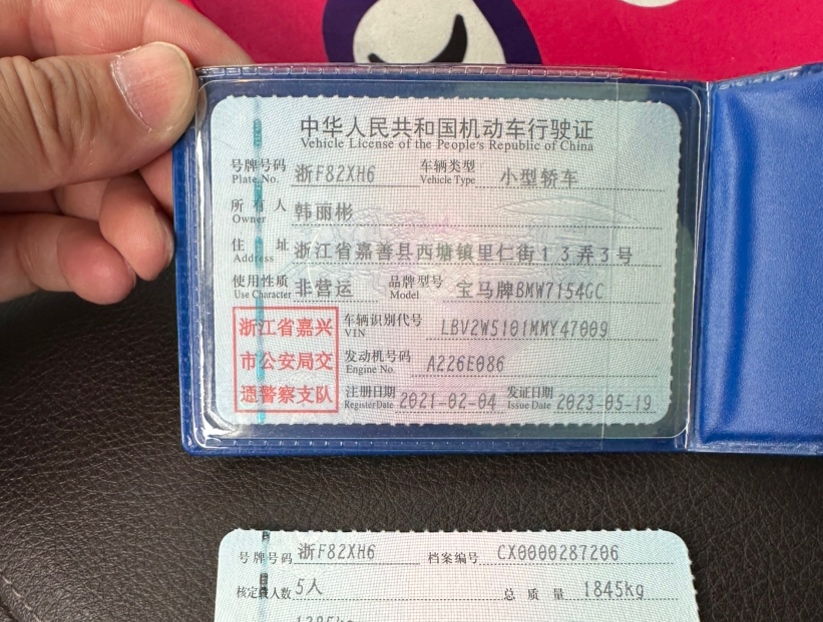 中华人民共和国机动车行驶证
Vehicle License of the People's Republic of China
号牌号码 浙F82XH6 车辆类型 小型轿车
Plate No. Vehicle Type
所有人 韩丽彬
Owner
住址 浙江省嘉善县西塘镇里仁街13弄3号
Address
使用性质 非营运 品牌型号 宝马牌BMW7154GC
Use Character Model
浙江省嘉兴
市公安局交
通警察支队
车辆识别代号 LBV2W5101MMY47009
VIN
发动机号码 A226E086
Engine No.
注册日期 2021-02-04 发证日期 2023-05-19
Register Date Issue Date
号牌号码 浙F82XH6 档案编号 CX0000287206
核定载人数 5人 总质量 1845kg